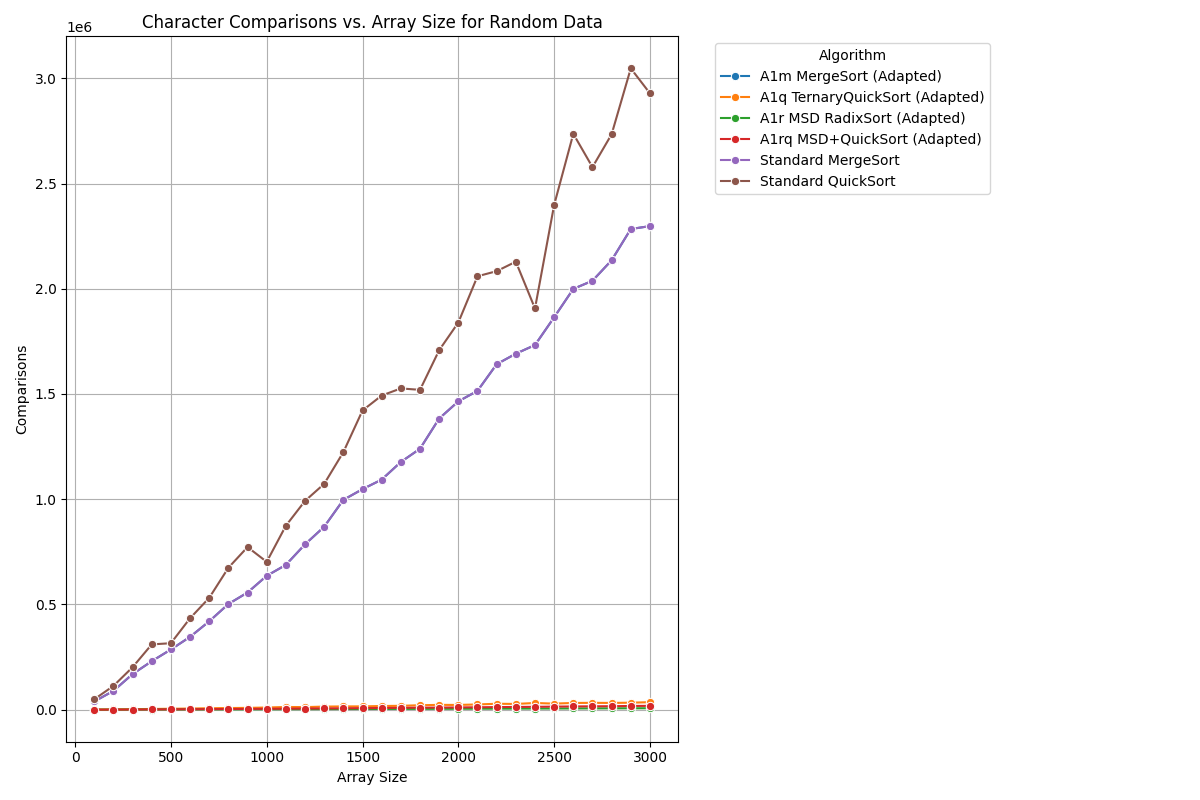 Character Comparisons vs. Array Size for Random Data
1e6
3.0
2.5
2.0
1.5
1.0
0.5
0.0
Comparisons
0 500 1000 1500 2000 2500 3000
Array Size
Algorithm
A1m MergeSort (Adapted)
A1q TernaryQuickSort (Adapted)
A1r MSD RadixSort (Adapted)
A1rq MSD+QuickSort (Adapted)
Standard MergeSort
Standard QuickSort